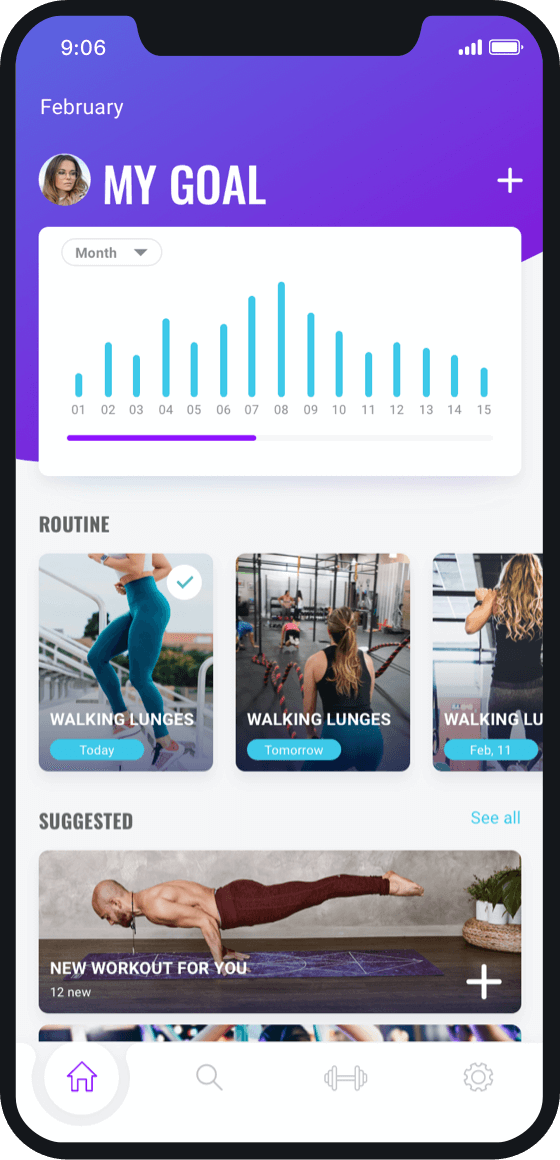 9:06
February
MY GOAL
Month
01 02 03 04 05 06 07 08 09 10 11 12 13 14 15
ROUTINE
WALKING LUNGES
Today
WALKING LUNGES
Tomorrow
WALKING LU
Feb, 11
SUGGESTED
See all
NEW WORKOUT FOR YOU
12 new